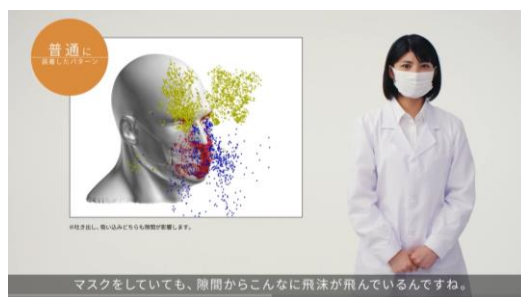 普通に
装着したパターン
※吐き出し、吸い込みどちらも隙間が影響します。
マスクをしていても、隙間からこんなに飛沫が飛んでいるんですね。